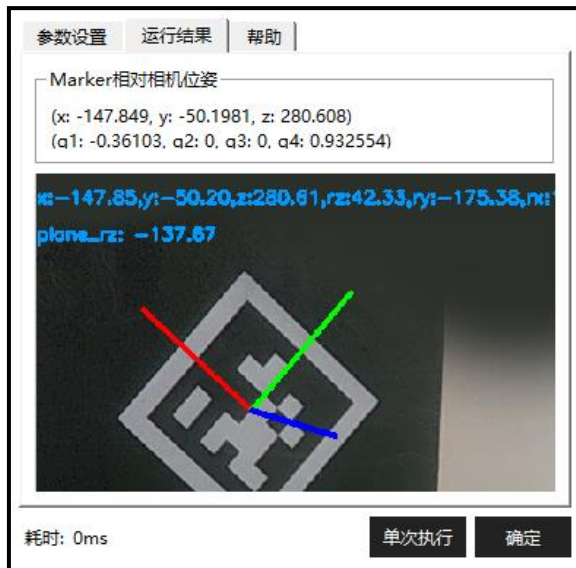 参数设置 运行结果 帮助
Marker相对相机位姿
(x: -147.849, y: -50.1981, z: 280.608)
(q1: -0.36103, q2: 0, q3: 0, q4: 0.932554)
x:-147.85,y:-50.20,z:280.61,rz:42.33,ry:-175.38,rx:
plane_rz: -137.67
耗时: 0ms
单次执行 确定